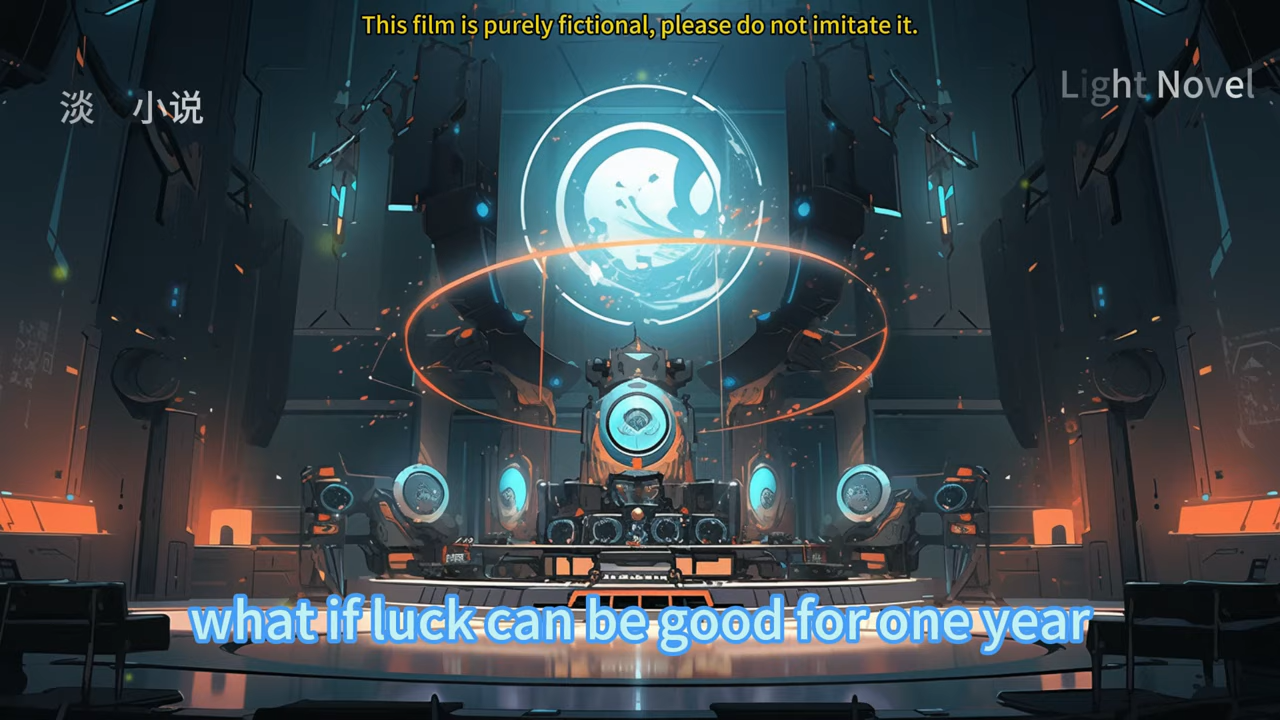 This film is purely fictional, please do not imitate it.
Light Novel
淡 小说
what if luck can be good for one year